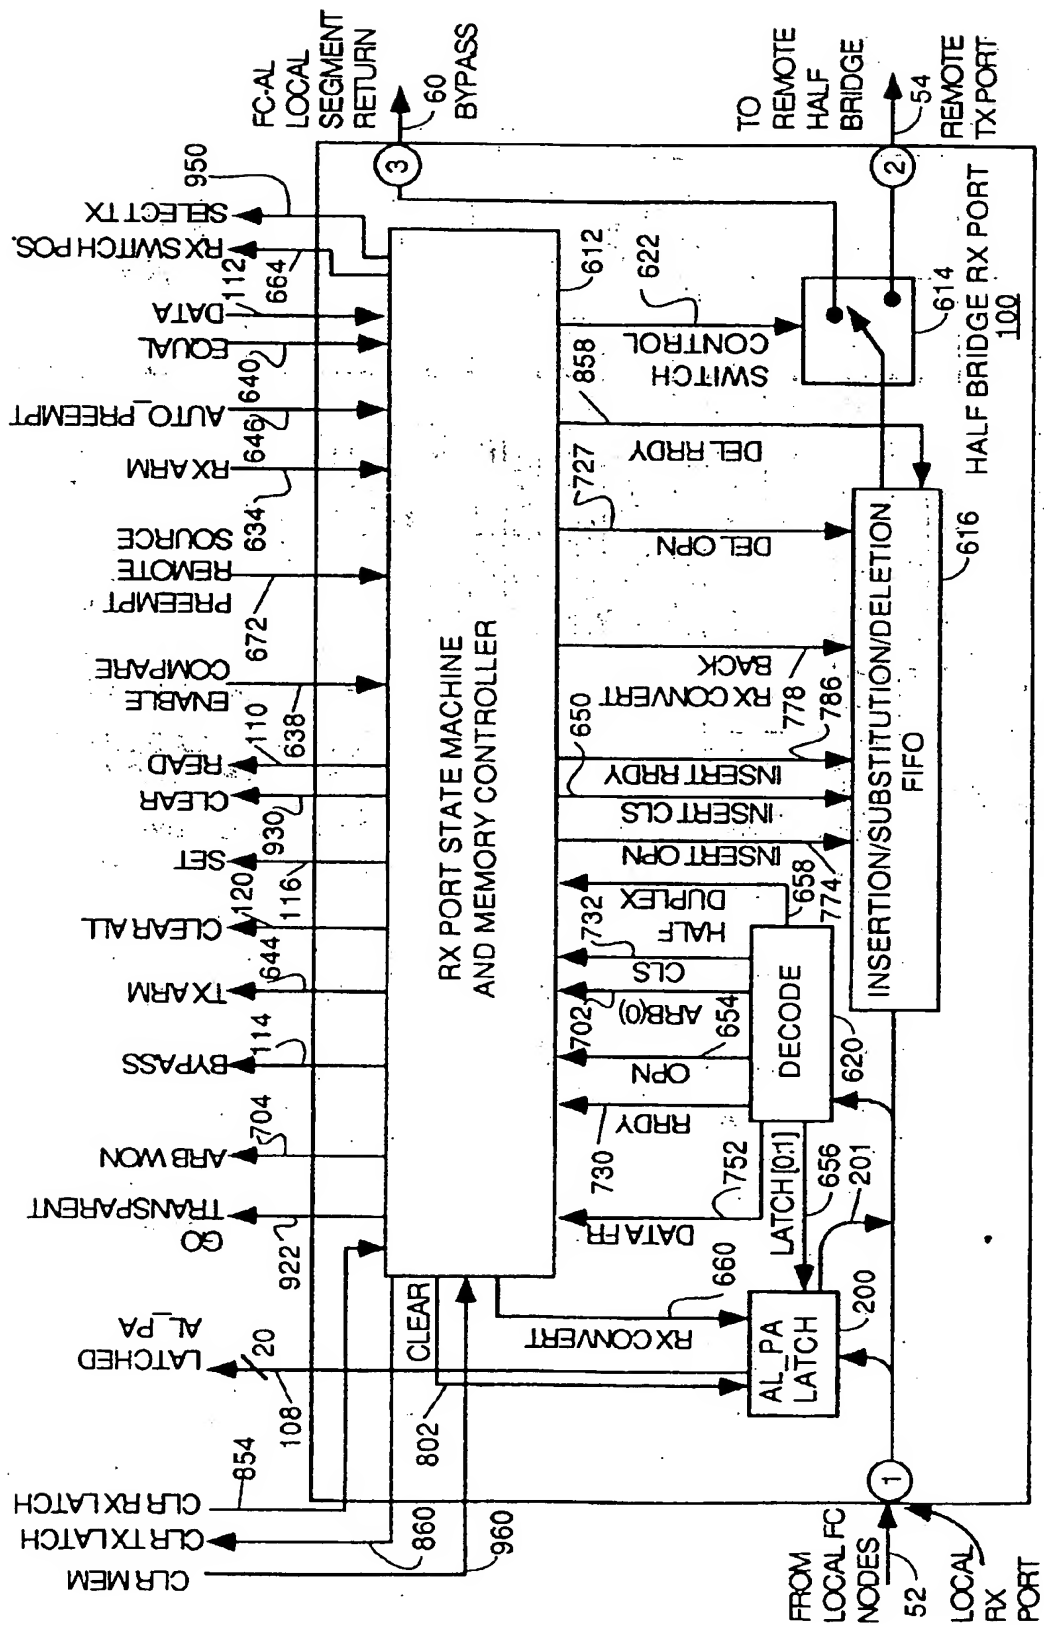 CLR MEM
CLR TX LATCH
CLR RX LATCH
854
860
960
LATCHED
AL_PA
20
108
GO
TRANSPARENT
922
ARB WON
704
BYPASS
114
TX ARM
644
CLEAR ALL
120
SET
116
CLEAR
930
READ
110
ENABLE
COMPARE
638
PREEMPT
REMOTE
SOURCE
672
RX ARM
634
AUTO_PREEMPT
646
EQUAL
640
DATA
112
RX SWITCH POS.
664
SELECT TX
950
FC-AL
LOCAL
SEGMENT
RETURN
60
BYPASS
3
RX PORT STATE MACHINE
AND MEMORY CONTROLLER
612
CLEAR
802
RX CONVERT
660
DATA FR
752
RRDY
730
OPN
654
ARB(0)
702
CLS
732
HALF
DUPLEX
658
INSERT OPN
774
INSERT CLS
650
INSERT RRDY
786
RX CONVERT
BACK
778
DEL OPN
727
DEL RRDY
858
SWITCH
CONTROL
622
AL_PA
LATCH
200
LATCH [0:1]
656
201
DECODE
620
INSERTION/SUBSTITUTION/DELETION
FIFO
616
614
TO REMOTE
HALF
BRIDGE
54
REMOTE
TX PORT
2
HALF BRIDGE RX PORT
100
1
FROM
LOCAL FC
NODES
52
LOCAL
RX
PORT